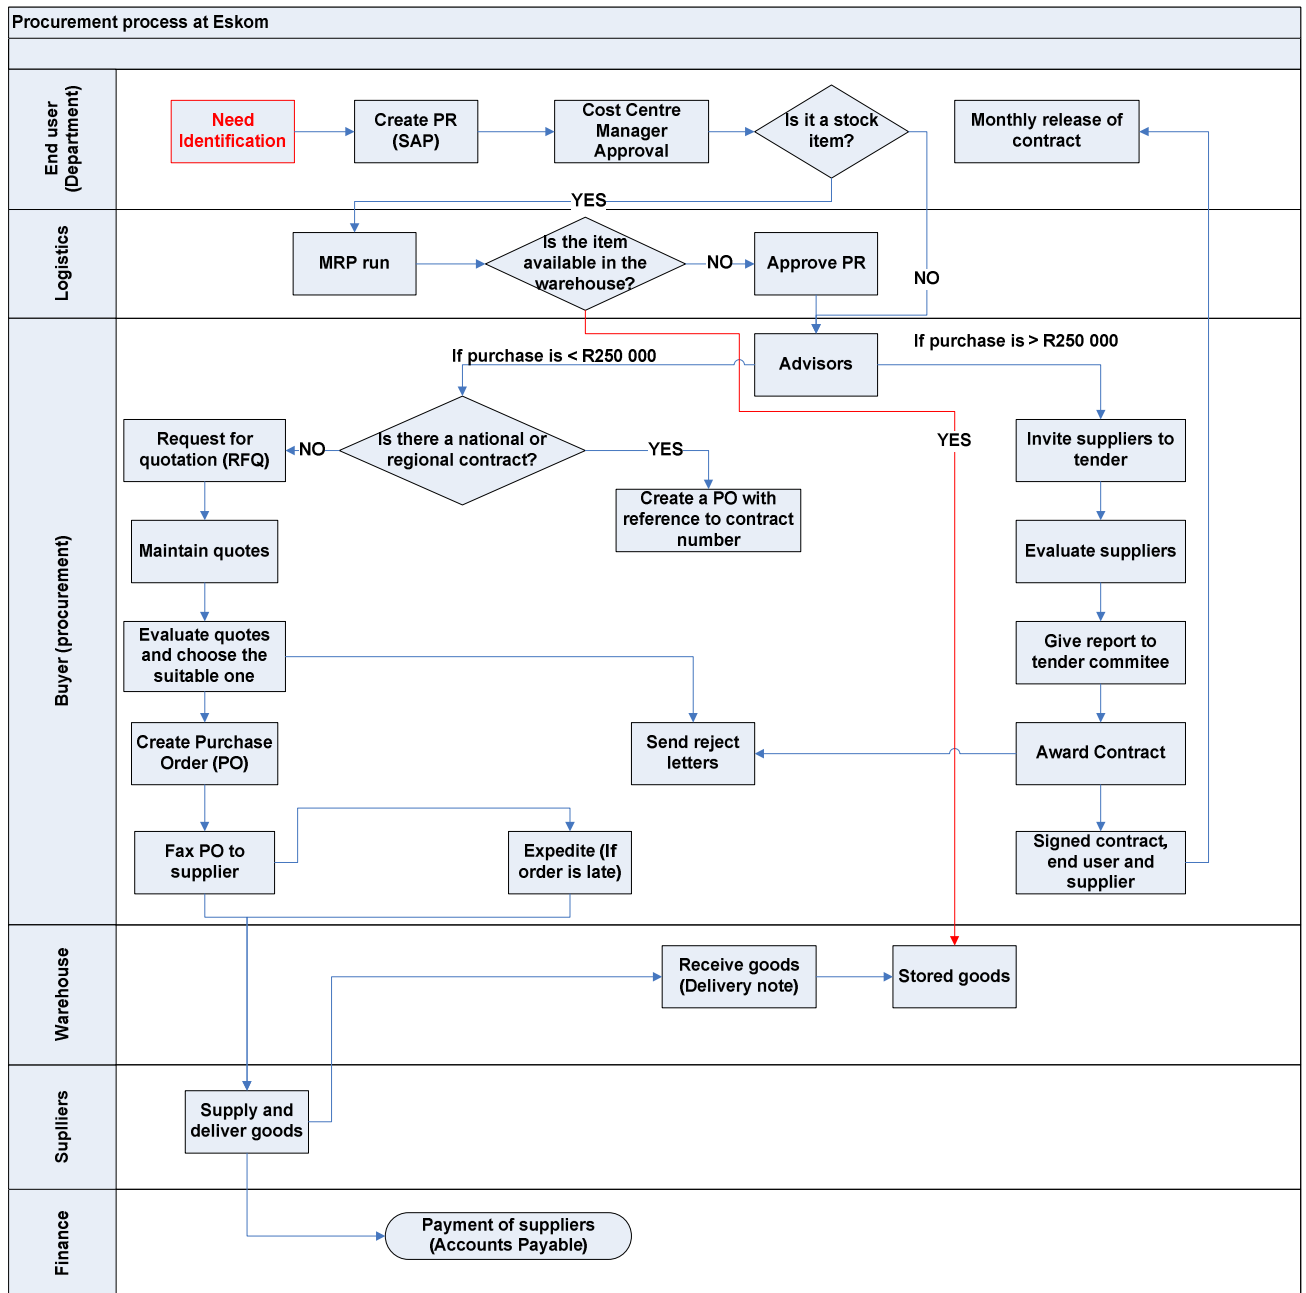 Procurement process at Eskom
End user
(Department)
Need
Identification
Create PR
(SAP)
Cost Centre
Manager
Approval
Is it a stock
item?
Monthly release of
contract
YES
Logistics
MRP run
Is the item
available in the
warehouse?
NO
Approve PR
NO
Buyer (procurement)
If purchase is < R250 000
Advisors
If purchase is > R250 000
Request for
quotation (RFQ)
NO
Is there a national or
regional contract?
YES
YES
Invite suppliers to
tender
Create a PO with
reference to contract
number
Maintain quotes
Evaluate suppliers
Evaluate quotes
and choose the
suitable one
Give report to
tender commitee
Create Purchase
Order (PO)
Send reject
letters
Award Contract
Fax PO to
supplier
Expedite (If
order is late)
Signed contract,
end user and
supplier
Warehouse
Receive goods
(Delivery note)
Stored goods
Suplliers
Supply and
deliver goods
Finance
Payment of suppliers
(Accounts Payable)